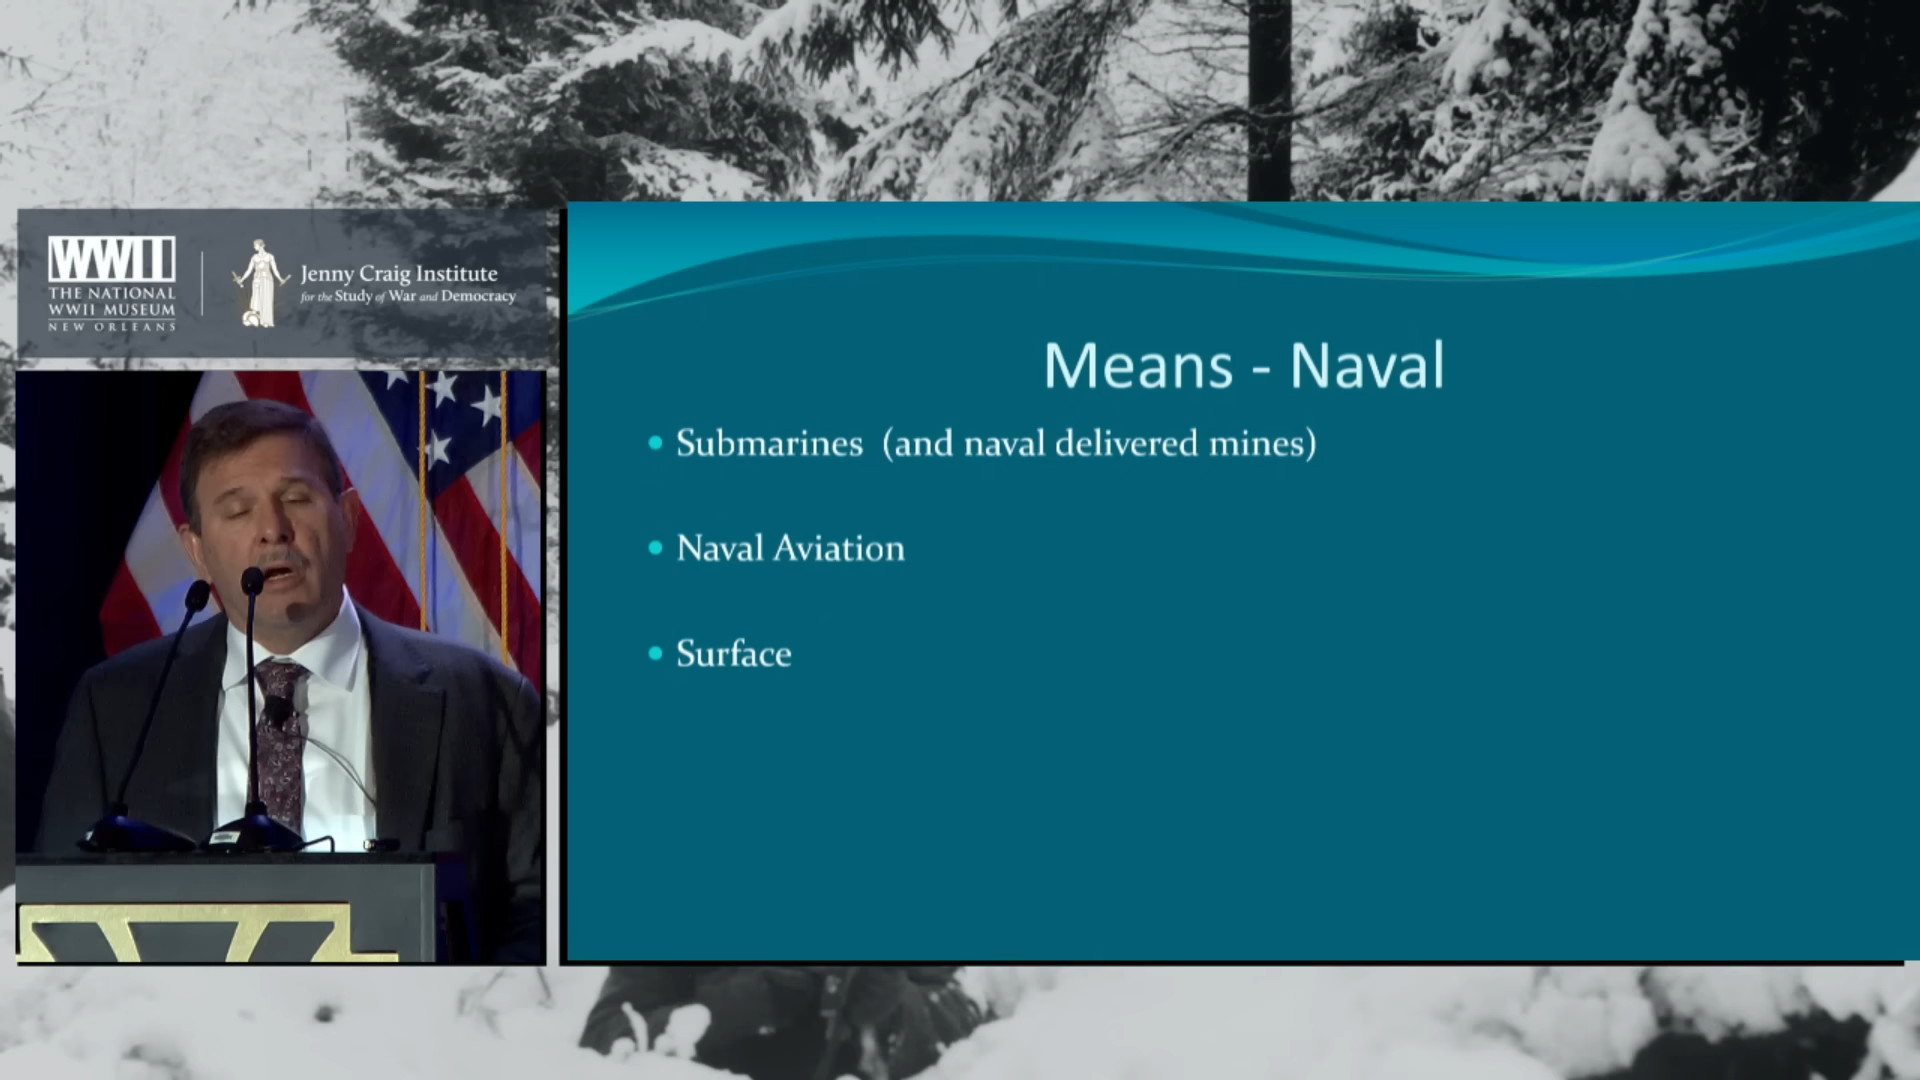 WWII
THE NATIONAL
WWII MUSEUM
NEW ORLEANS
Jenny Craig Institute
for the Study of War and Democracy
Means - Naval
• Submarines (and naval delivered mines)
• Naval Aviation
• Surface